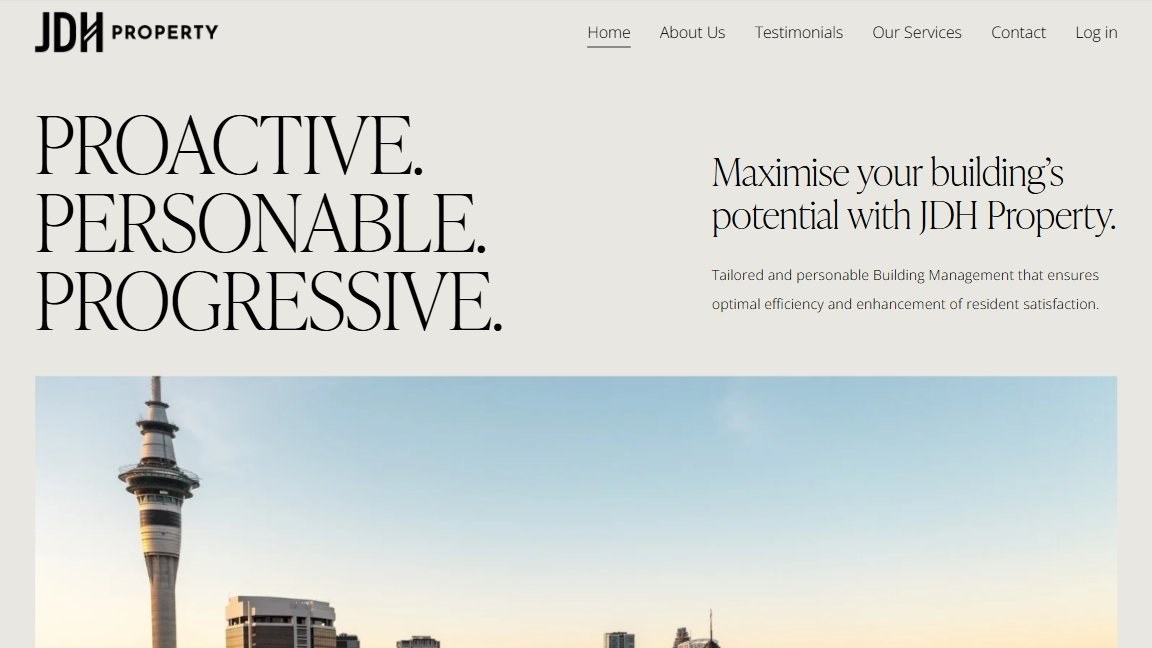 JDH PROPERTY
Home About Us Testimonials Our Services Contact Log in
PROACTIVE.
PERSONABLE.
PROGRESSIVE.
Maximise your building’s
potential with JDH Property.
Tailored and personable Building Management that ensures
optimal efficiency and enhancement of resident satisfaction.